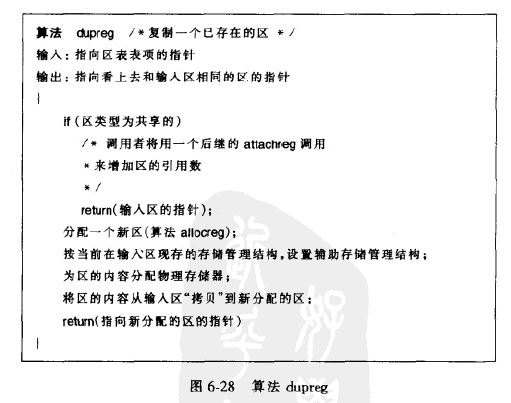 算法 dupreg /*复制一个已存在的区 */
输入:指向区表表项的指针
输出:指向看上去和输入区相同的区的指针
{
if(区类型为共享的)
/* 调用者将用一个后继的 attachreg 调用
*来增加区的引用数
*/
return(输入区的指针);
分配一个新区(算法 allocreg);
按当前在输入区现存的存储管理结构,设置辅助存储管理结构;
为区的内容分配物理存储器;
将区的内容从输入区“拷贝”到新分配的区;
return(指向新分配的区的指针)
}
图 6-28 算法 dupreg